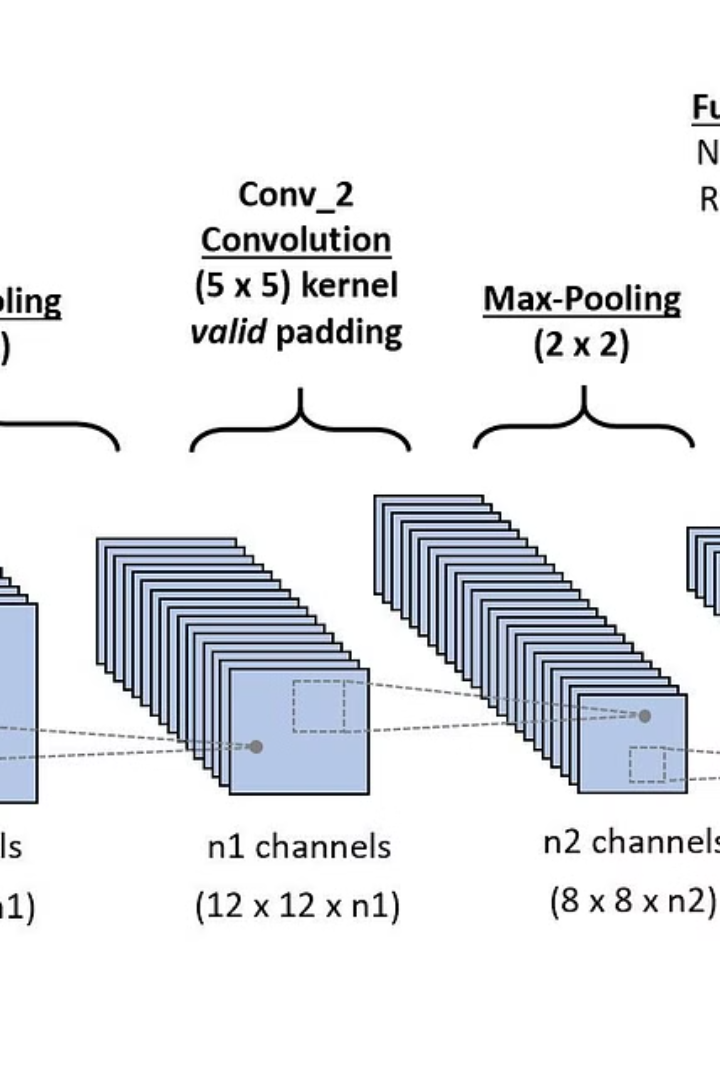 Conv_2
Convolution
(5 x 5) kernel
valid padding
Max-Pooling
(2 x 2)
n1 channels
(12 x 12 x n1)
n2 channels
(8 x 8 x n2)